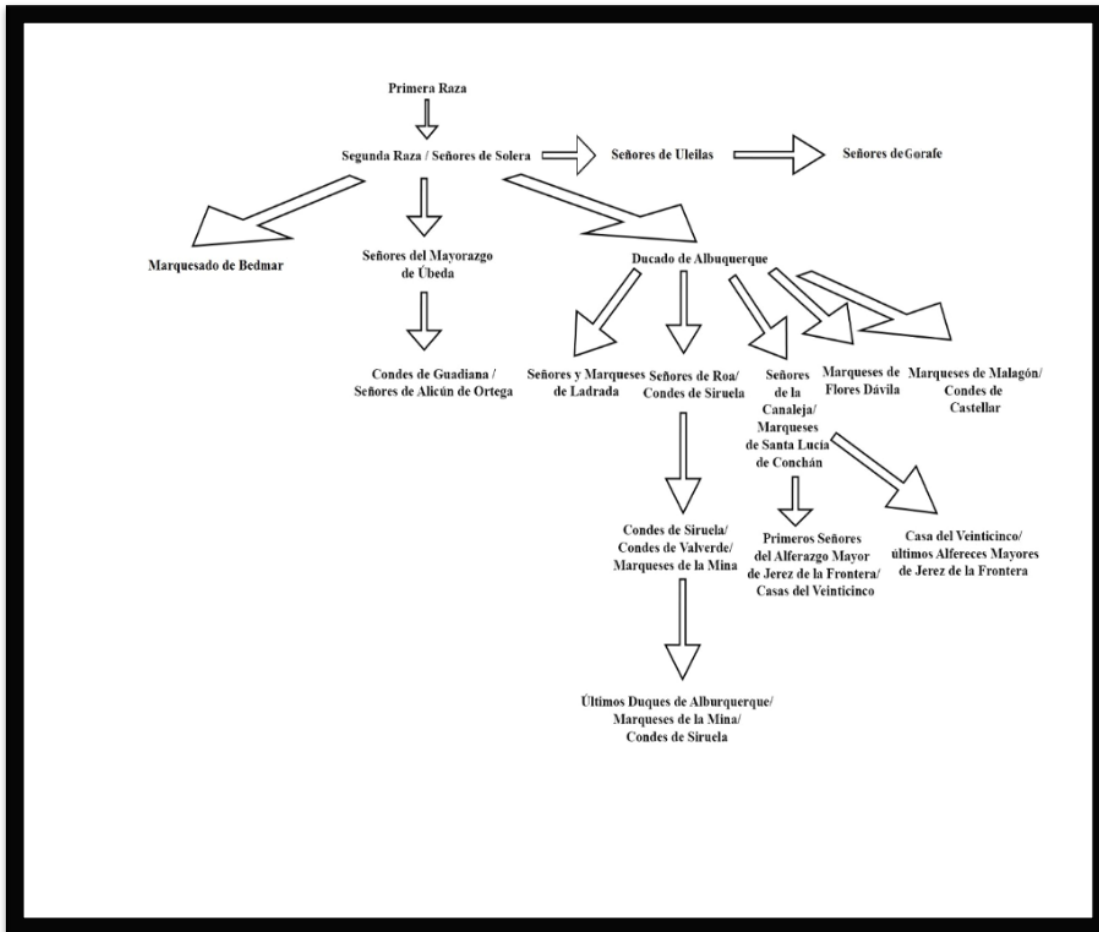 Primera Raza
Segunda Raza / Señores de Solera
Señores de Uleilas
Señores de Gorafe
Marquesado de Bedmar
Señores del Mayorazgo
de Úbeda
Ducado de Albuquerque
Condes de Guadiana /
Señores de Alicún de Ortega
Señores y Marqueses
de Ladrada
Señores de Roa/
Condes de Siruela
Señores
de la
Canaleja/
Marqueses
de Santa Lucía
de Conchán
Marqueses de
Flores Dávila
Marqueses de Malagón/
Condes de
Castellar
Condes de Siruela/
Condes de Valverde/
Marqueses de la Mina
Primeros Señores
del Alferazgo Mayor
de Jerez de la Frontera/
Casas del Veinticinco
Casa del Veinticinco/
últimos Alfereces Mayores
de Jerez de la Frontera
Últimos Duques de Alburquerque/
Marqueses de la Mina/
Condes de Siruela